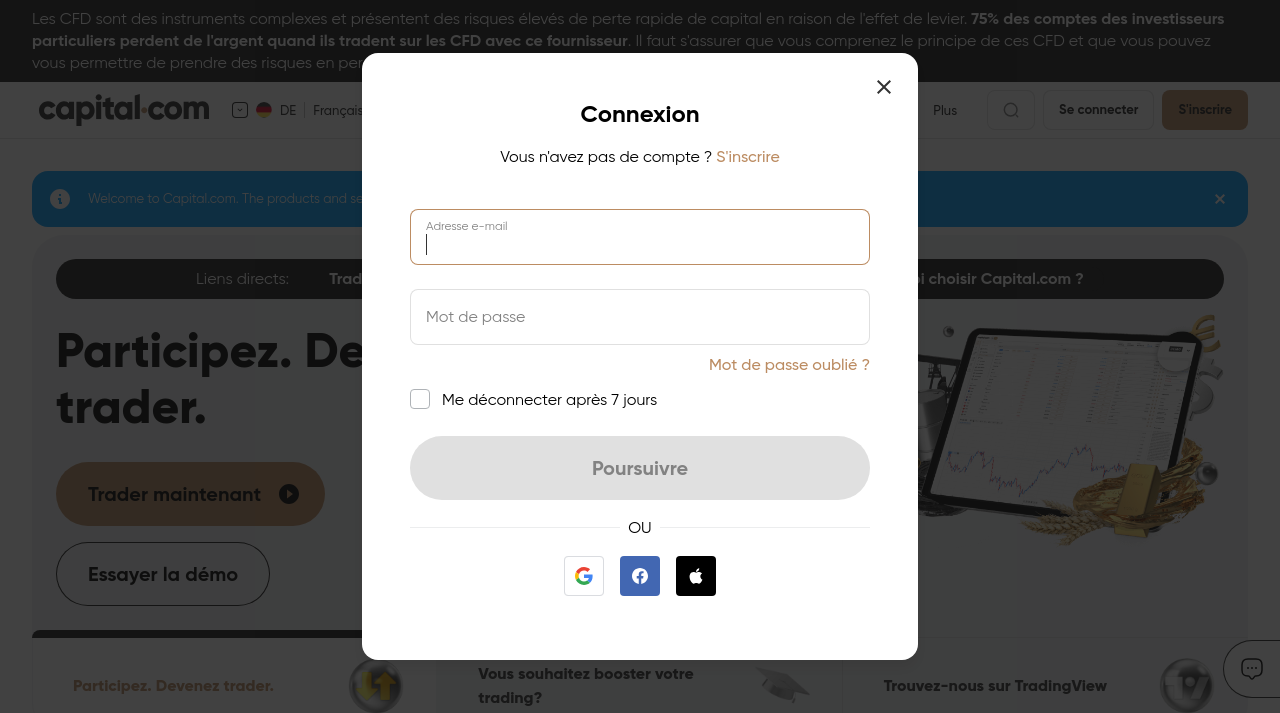 Les CFD sont des instruments complexes et présentent des risques élevés de perte rapide de capital en raison de l'effet de levier. 75% des comptes des investisseurs
particuliers perdent de l'argent quand ils tradent sur les CFD avec ce fournisseur. Il faut s'assurer que vous comprenez le principe de ces CFD et que vous pouvez
vous permettre de prendre des risques en per
capital.com DE Français Plus Se connecter S'inscrire
Welcome to Capital.com. The products and se
Liens directs: Trad oi choisir Capital.com ?
Participez. De
trader.
Trader maintenant
Essayer la démo
Connexion
Vous n'avez pas de compte ? S'inscrire
Adresse e-mail
Mot de passe
Mot de passe oublié ?
Me déconnecter après 7 jours
Poursuivre
OU
Participez. Devenez trader.
Vous souhaitez booster votre
trading?
Trouvez-nous sur TradingView